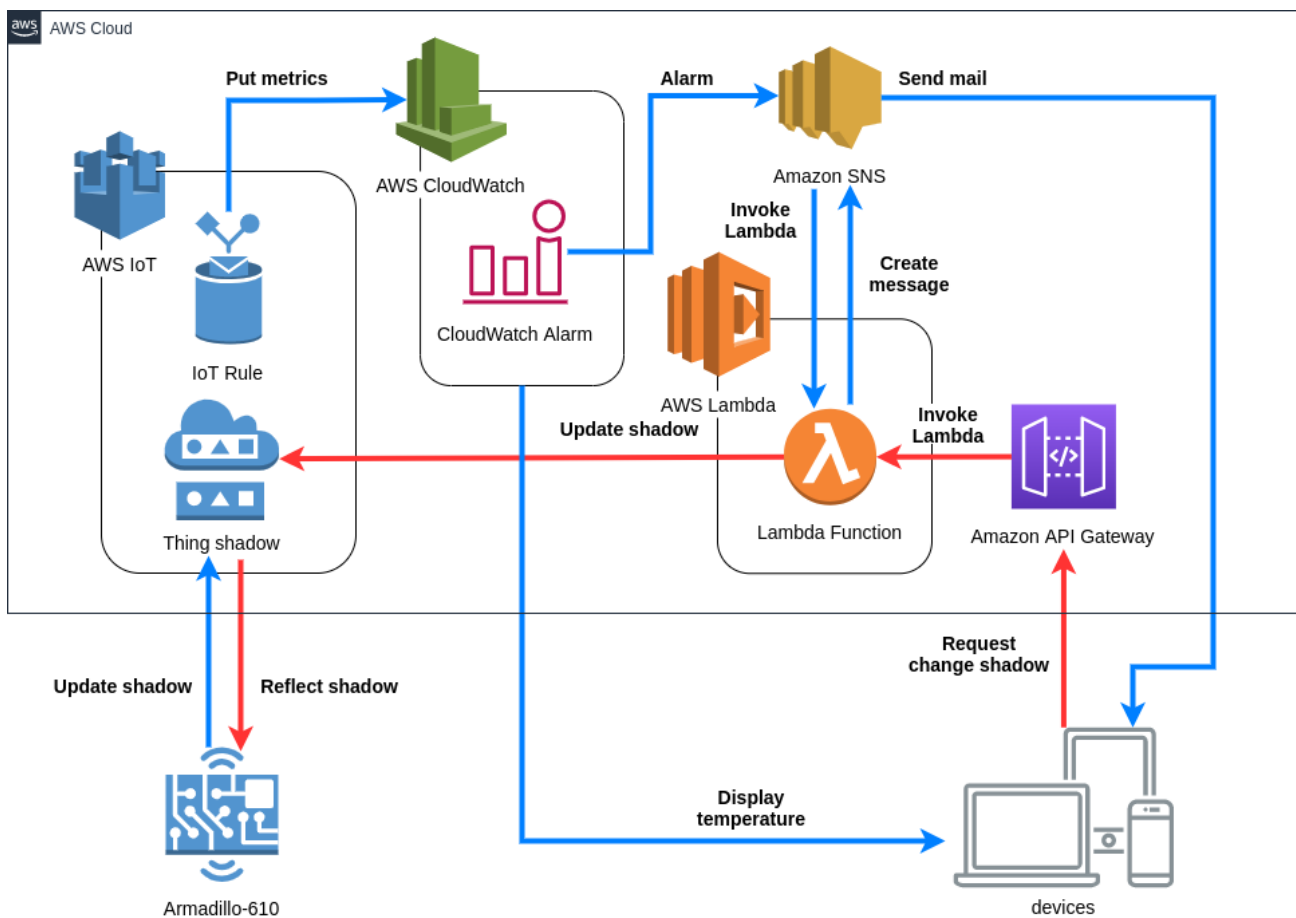 aws
AWS Cloud
Put metrics
Alarm
Send mail
AWS CloudWatch
Amazon SNS
Invoke
Lambda
AWS IoT
Create
message
CloudWatch Alarm
IoT Rule
AWS Lambda
Update shadow
Invoke
Lambda
Thing shadow
Lambda Function
Amazon API Gateway
</>
Update shadow
Reflect shadow
Request
change shadow
Display
temperature
Armadillo-610
devices